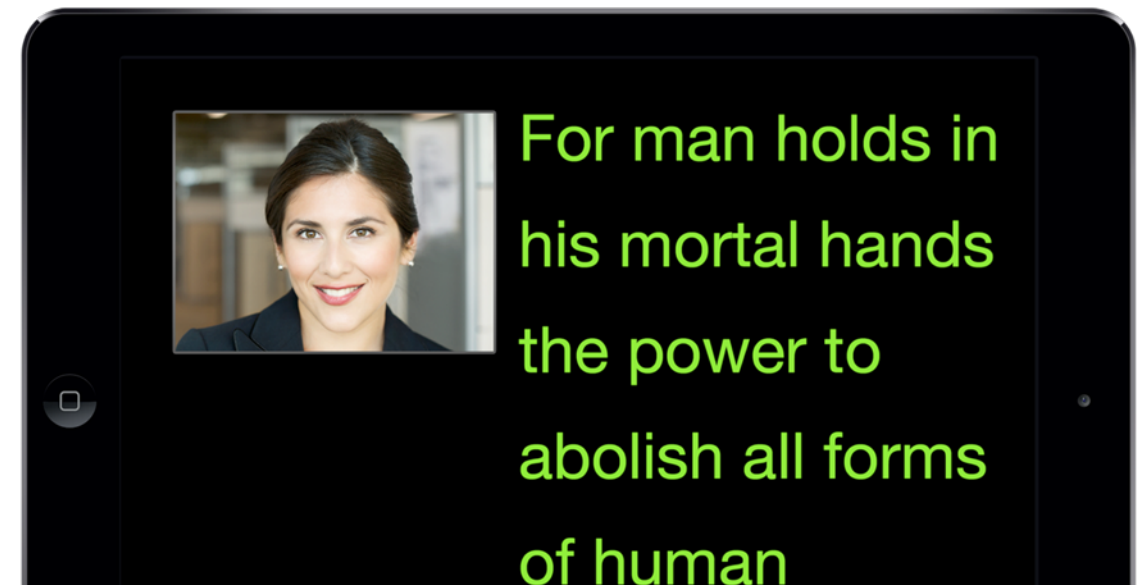 For man holds in
his mortal hands
the power to
abolish all forms
of human